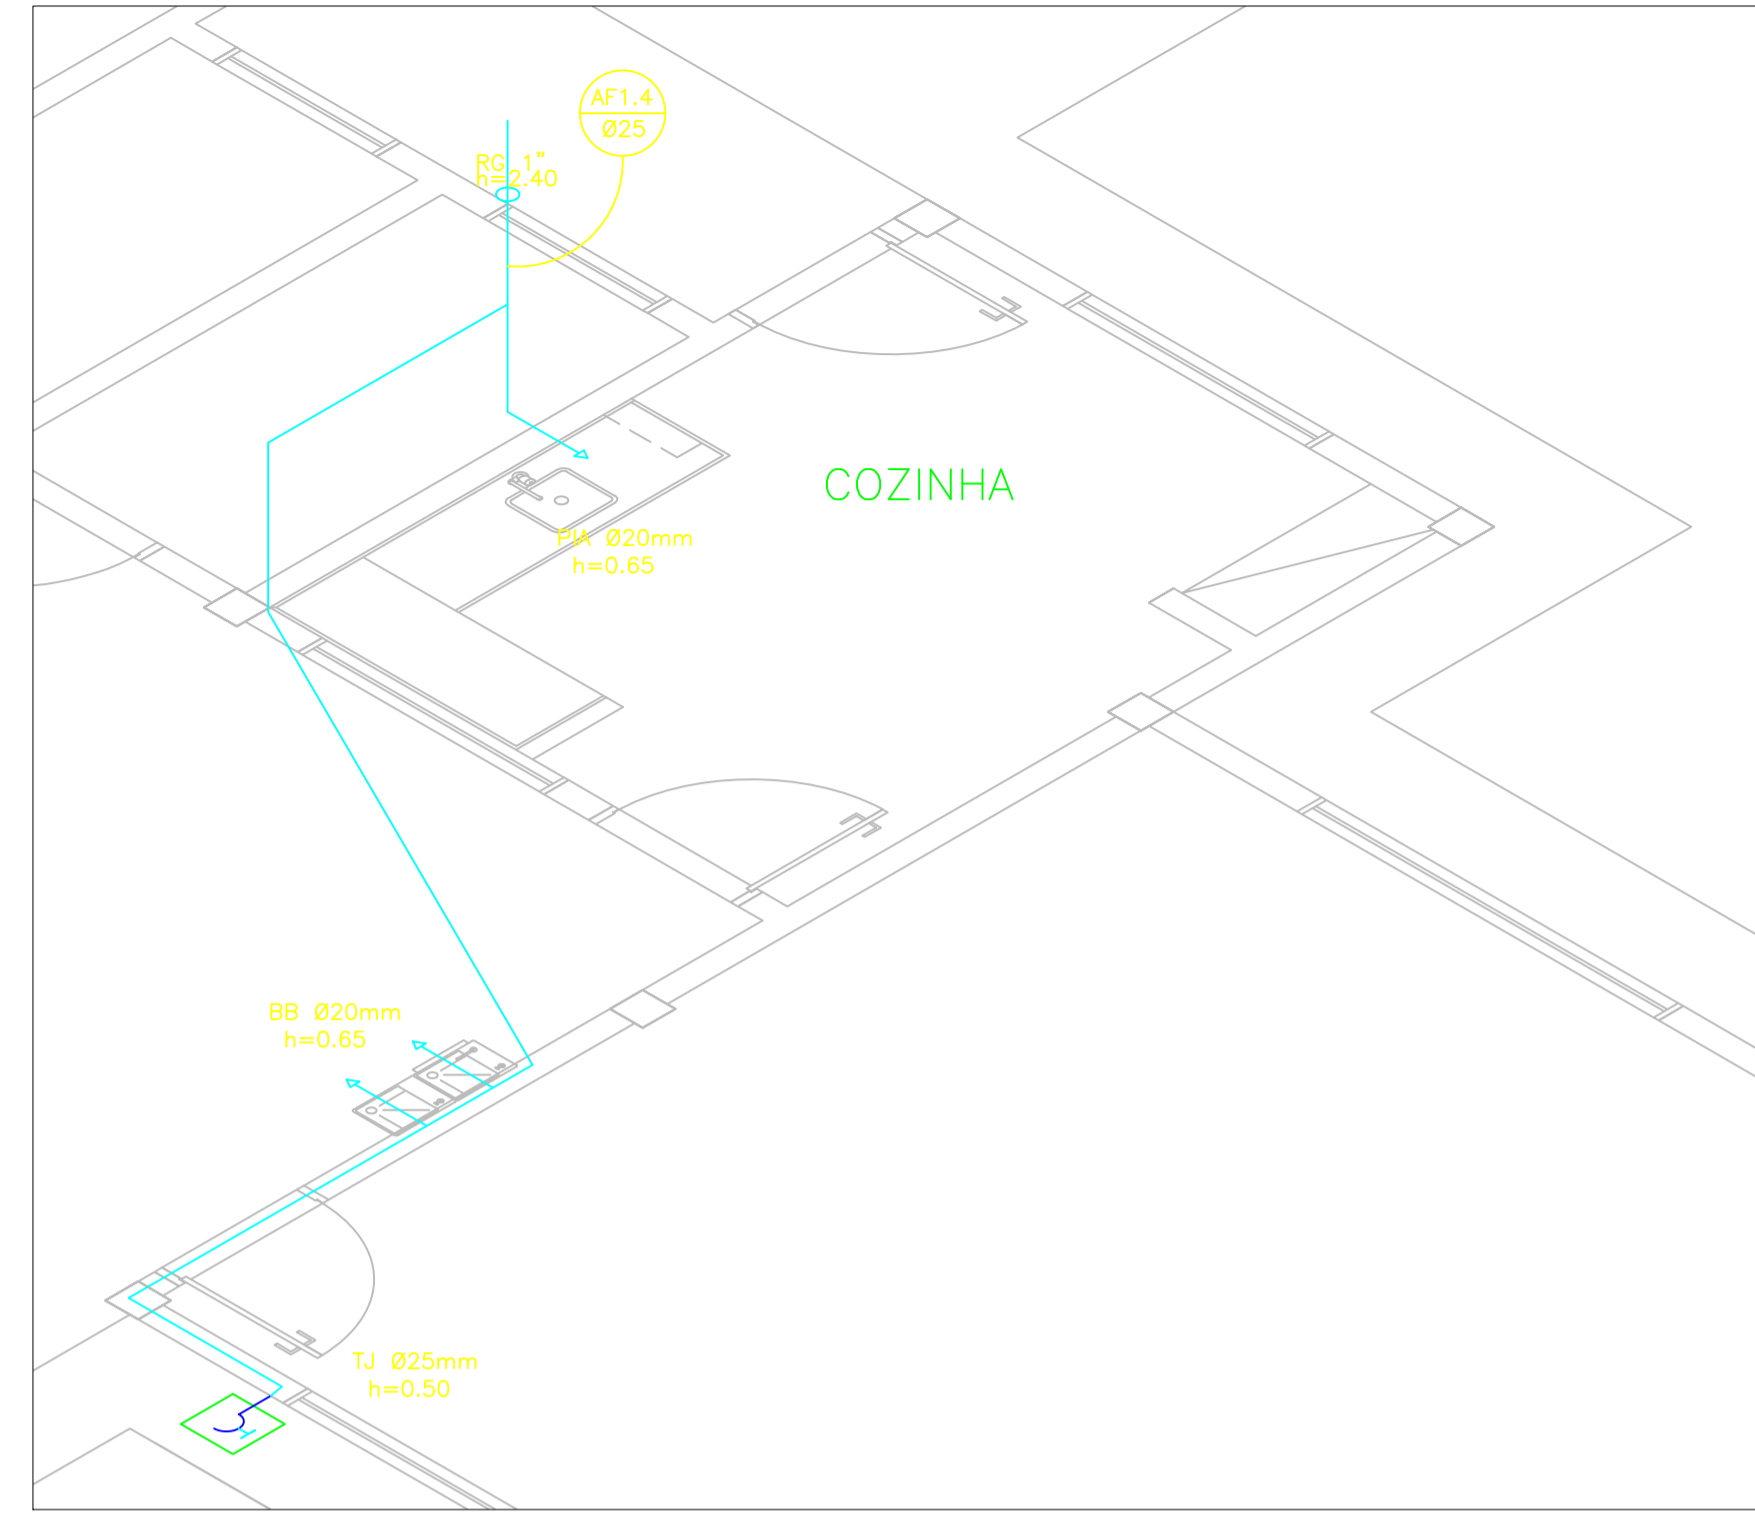 AF1.4
Ø25
RG 1"
h=2.40
COZINHA
PIA Ø20mm
h=0.65
BB Ø20mm
h=0.65
TJ Ø25mm
h=0.50